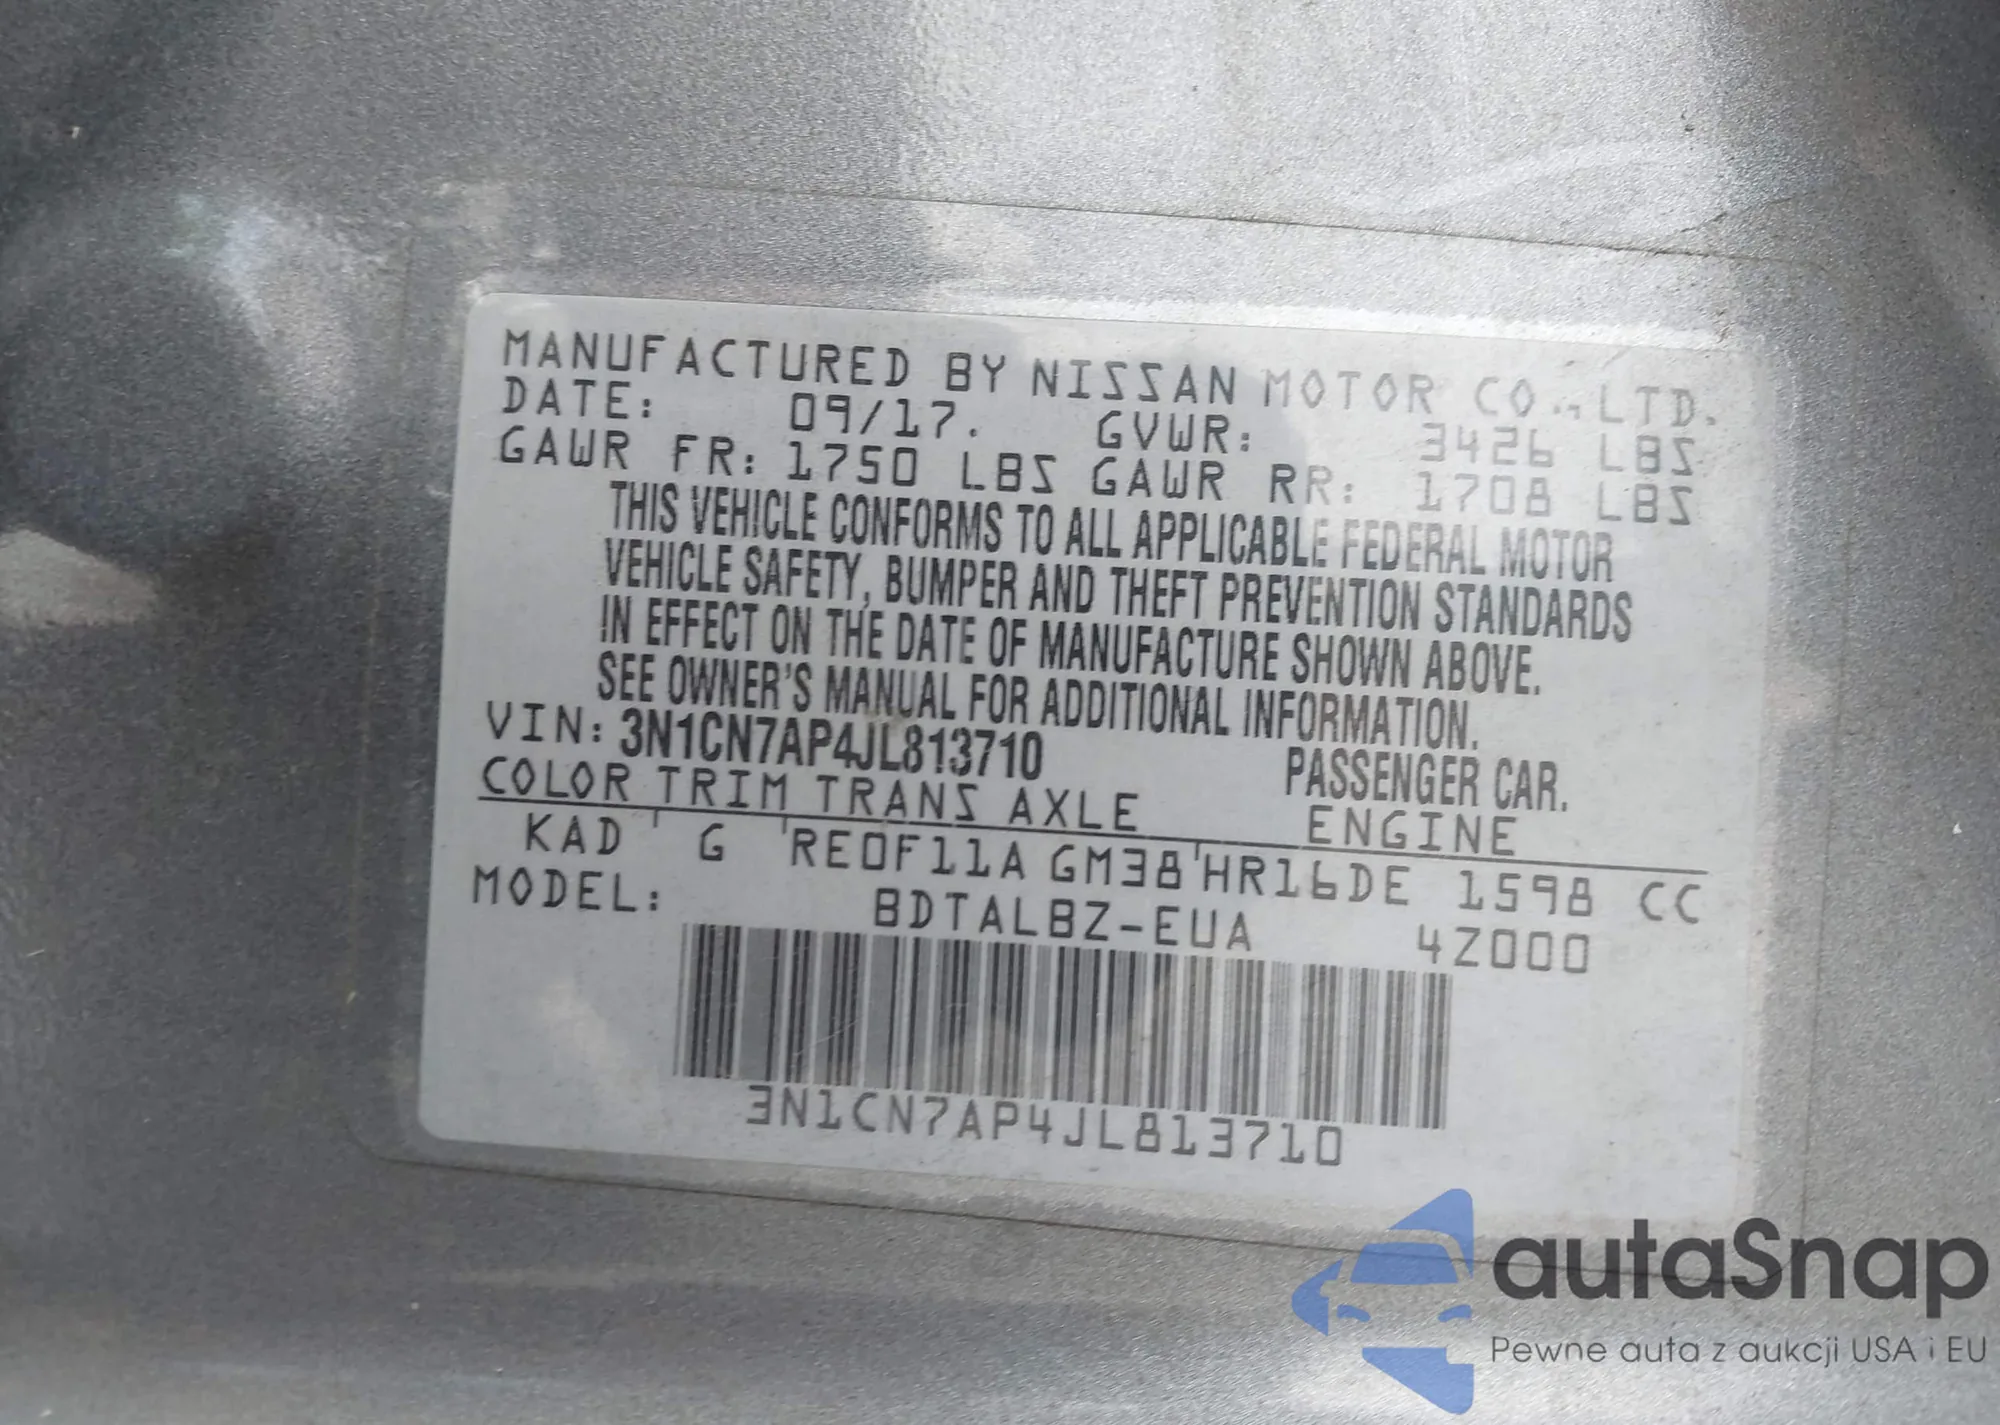 MANUFACTURED BY NISSAN MOTOR CO., LTD.
DATE: 09/17. GVWR: 3426 LBS
GAWR FR: 1750 LBS GAWR RR: 1708 LBS
THIS VEHICLE CONFORMS TO ALL APPLICABLE FEDERAL MOTOR
VEHICLE SAFETY, BUMPER AND THEFT PREVENTION STANDARDS
IN EFFECT ON THE DATE OF MANUFACTURE SHOWN ABOVE.
SEE OWNER'S MANUAL FOR ADDITIONAL INFORMATION.
VIN: 3N1CN7AP4JL813710 PASSENGER CAR.
COLOR TRIM TRANS AXLE ENGINE
KAD G RE0F11A GM38 HR16DE 1598 CC
MODEL: BDTALBZ-EUA 4Z000
3N1CN7AP4JL813710
autaSnap
Pewne auta z aukcji USA i EU